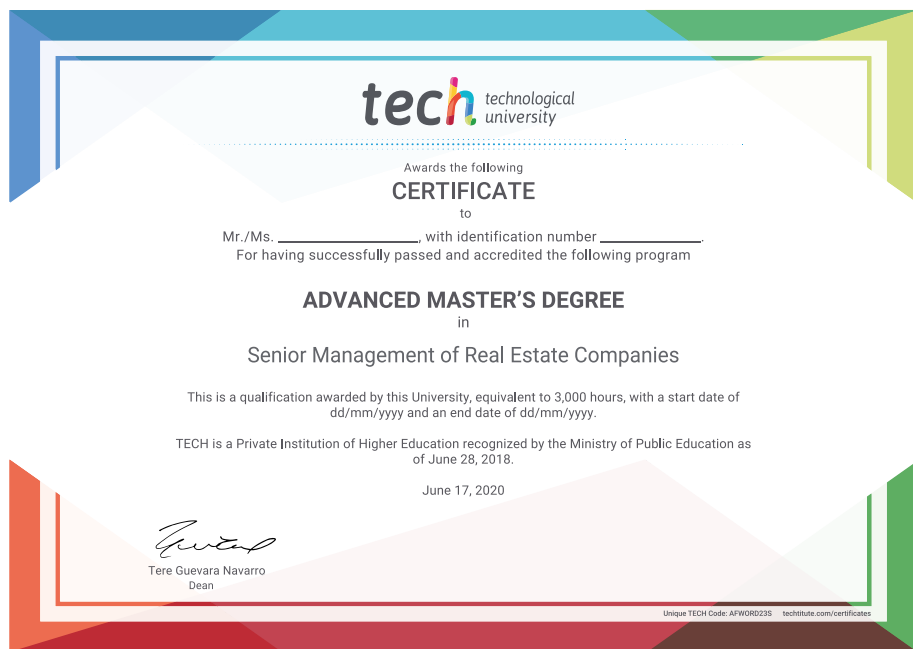 tech technological
university
Awards the following
CERTIFICATE
to
Mr./Ms. ____________________, with identification number ______________.
For having successfully passed and accredited the following program
ADVANCED MASTER'S DEGREE
in
Senior Management of Real Estate Companies
This is a qualification awarded by this University, equivalent to 3,000 hours, with a start date of
dd/mm/yyyy and an end date of dd/mm/yyyy.
TECH is a Private Institution of Higher Education recognized by the Ministry of Public Education as
of June 28, 2018.
June 17, 2020
Tere Guevara Navarro
Dean
Unique TECH Code: AFWORD23S techtitute.com/certificates